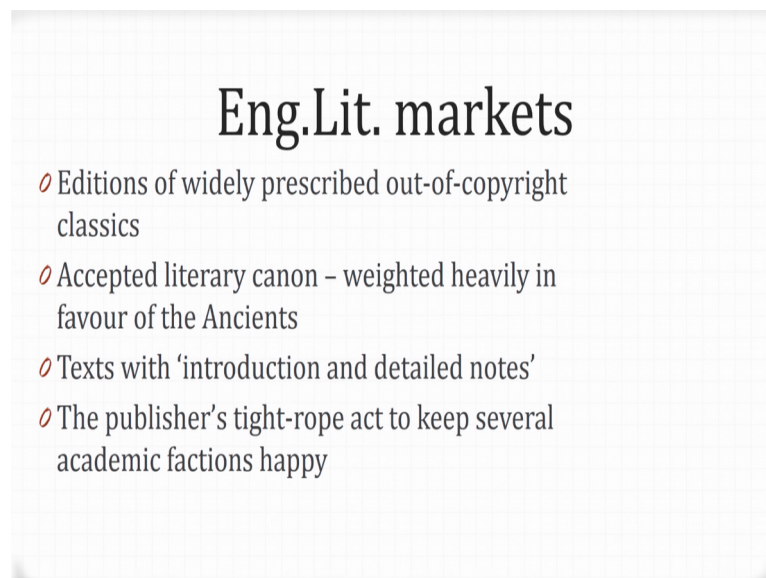 Eng.Lit. markets
Editions of widely prescribed out-of-copyright
classics
Accepted literary canon – weighted heavily in
favour of the Ancients
Texts with ‘introduction and detailed notes’
The publisher’s tight-rope act to keep several
academic factions happy